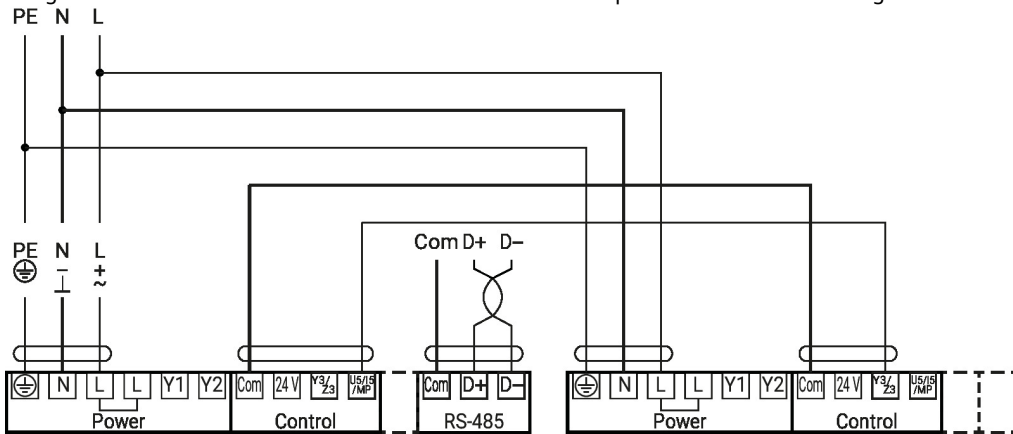 PE N L
PE N L
Com D+ D–
– +
⊥ ~
N L L Y1 Y2 Com 24 V Y3/Z3 U5/I5/MP Com D+ D– N L L Y1 Y2 Com 24 V Y3/Z3 U5/I5/MP
Power Control RS-485 Power Control